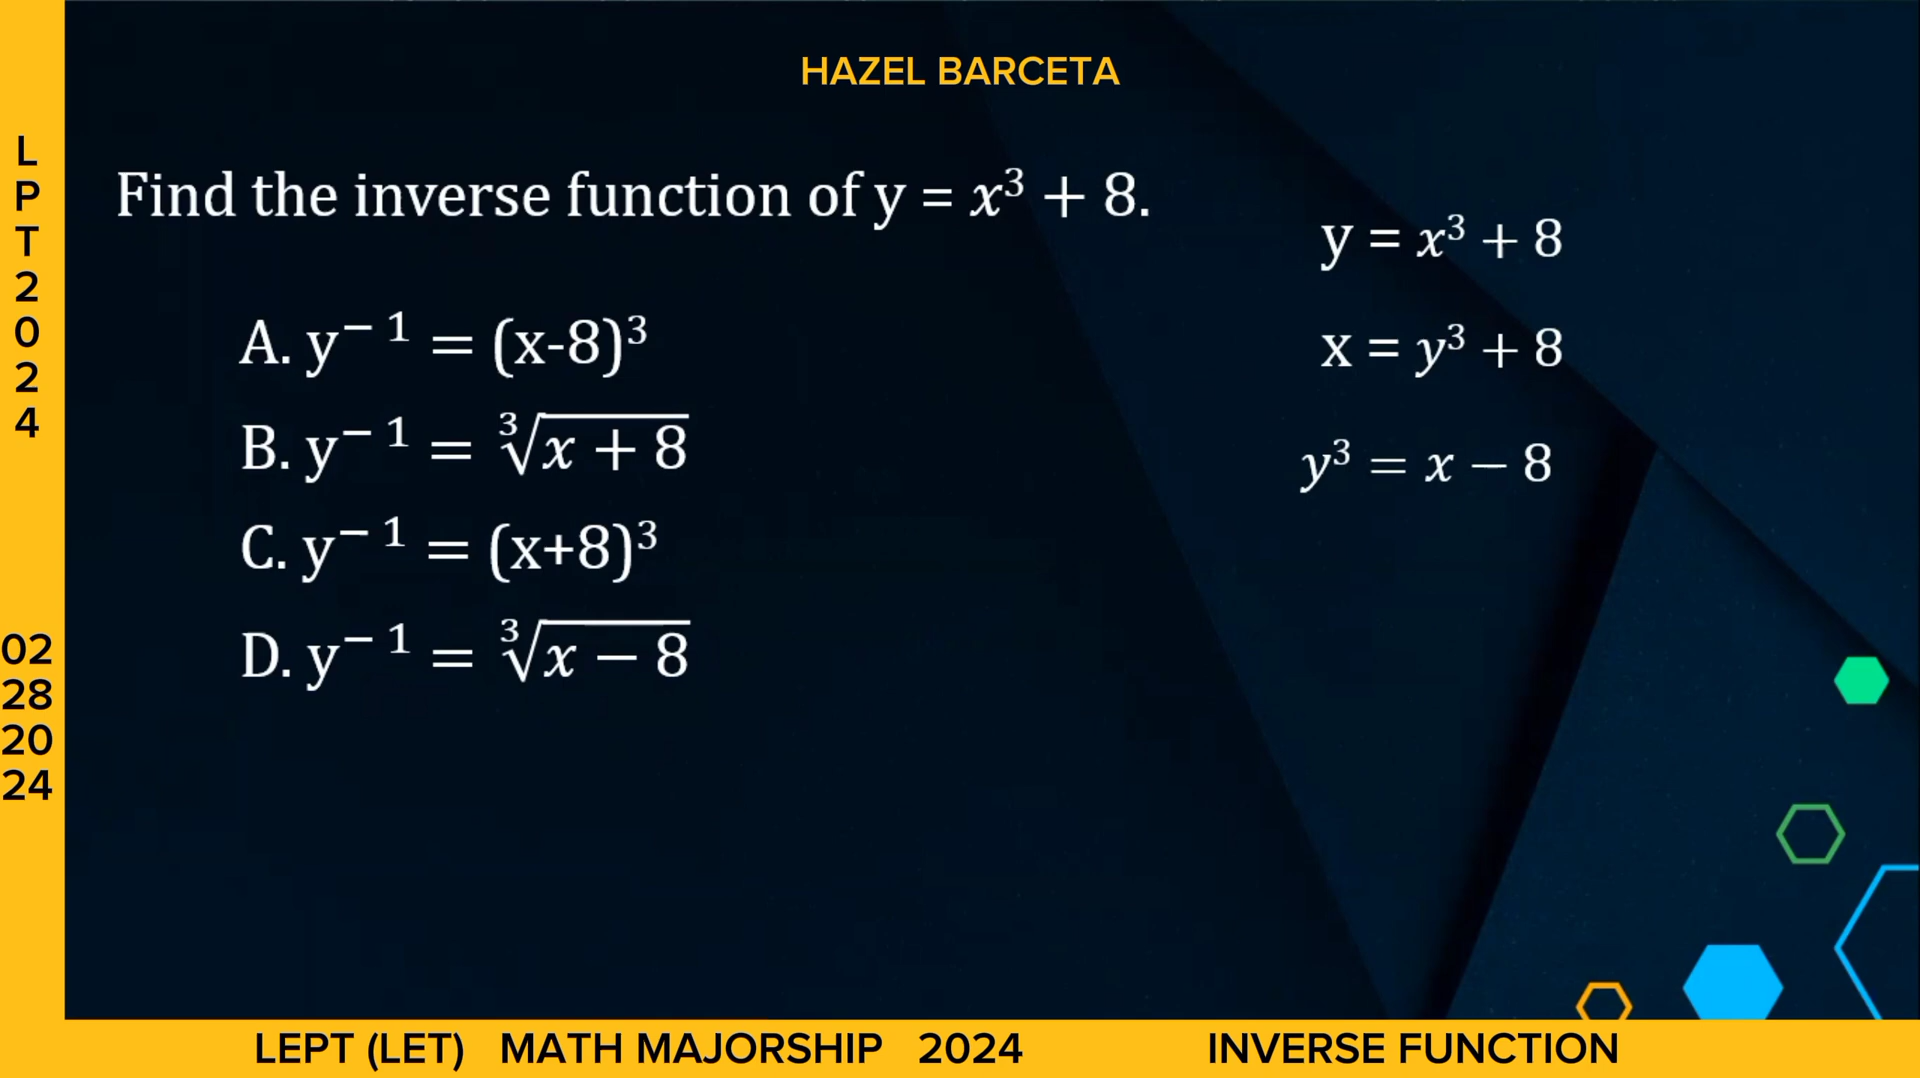 HAZEL BARCETA
L
P
T
2
0
2
4
02
28
20
24
Find the inverse function of y = x³ + 8.
A. y⁻¹ = (x-8)³
B. y⁻¹ = ∛(x + 8)
C. y⁻¹ = (x+8)³
D. y⁻¹ = ∛(x − 8)
y = x³ + 8
x = y³ + 8
y³ = x − 8
LEPT (LET) MATH MAJORSHIP 2024 INVERSE FUNCTION